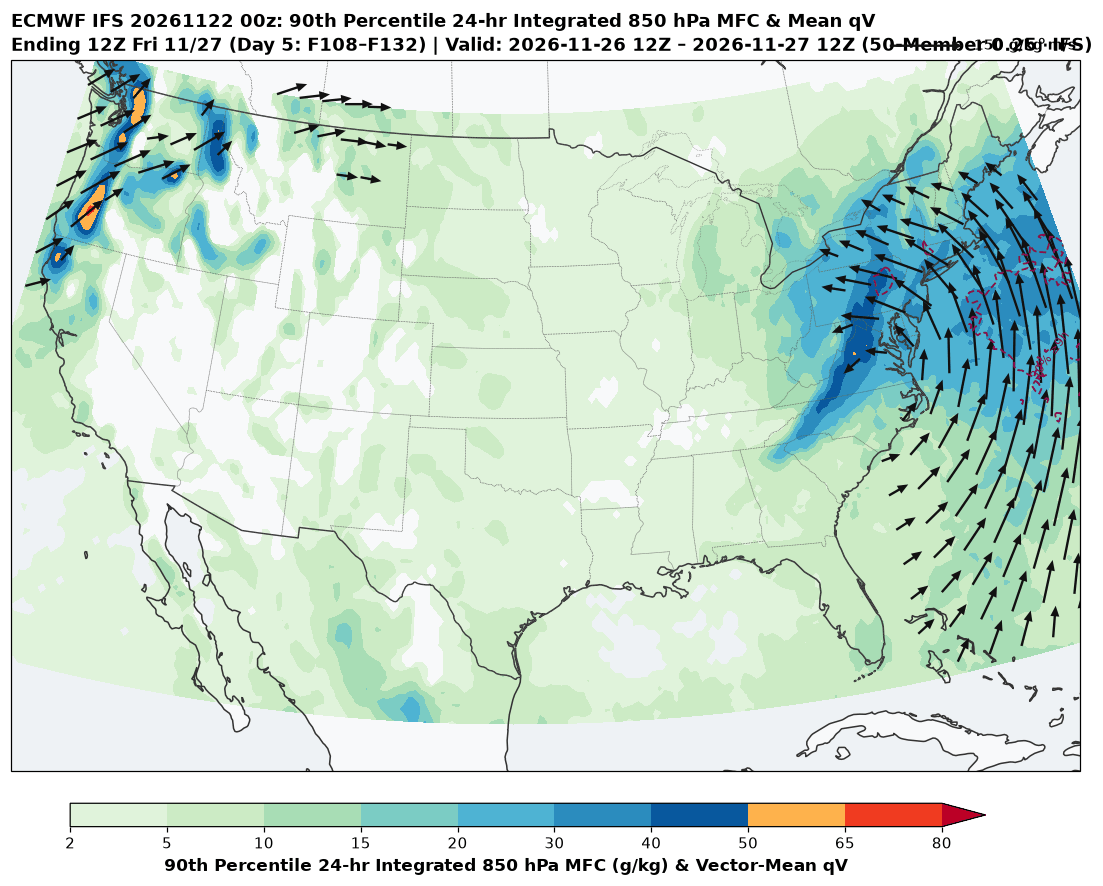 ECMWF IFS 20261122 00z: 90th Percentile 24-hr Integrated 850 hPa MFC & Mean qV
Ending 12Z Fri 11/27 (Day 5: F108–F132) | Valid: 2026-11-26 12Z – 2026-11-27 12Z (50-Member 0.25° IFS)
2 5 10 15 20 30 40 50 65 80
90th Percentile 24-hr Integrated 850 hPa MFC (g/kg) & Vector-Mean qV